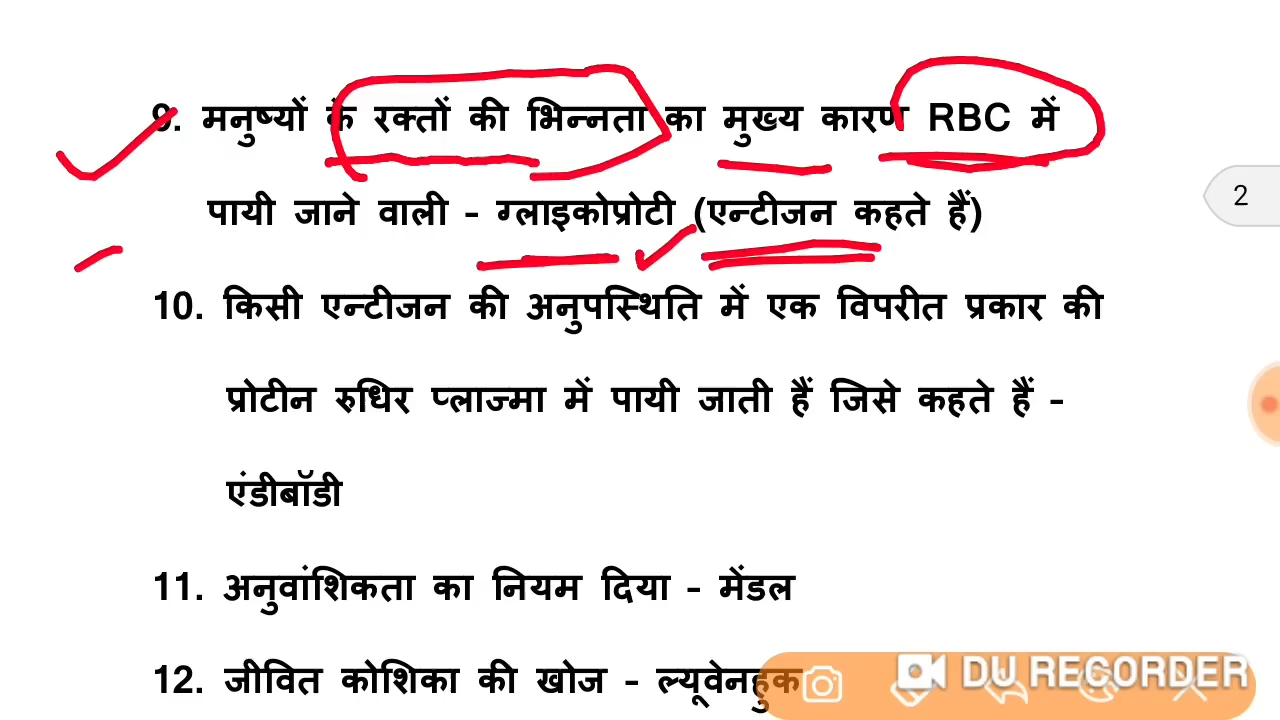 9. मनुष्यों के रक्तों की भिन्नता का मुख्य कारण RBC में
पायी जाने वाली - ग्लाइकोप्रोटी (एन्टीजन कहते हैं)
2
10. किसी एन्टीजन की अनुपस्थिति में एक विपरीत प्रकार की
प्रोटीन रुधिर प्लाज्मा में पायी जाती हैं जिसे कहते हैं -
एंडीबॉडी
11. अनुवांशिकता का नियम दिया - मेंडल
12. जीवित कोशिका की खोज - ल्यूवेनहुक
DU RECORDER